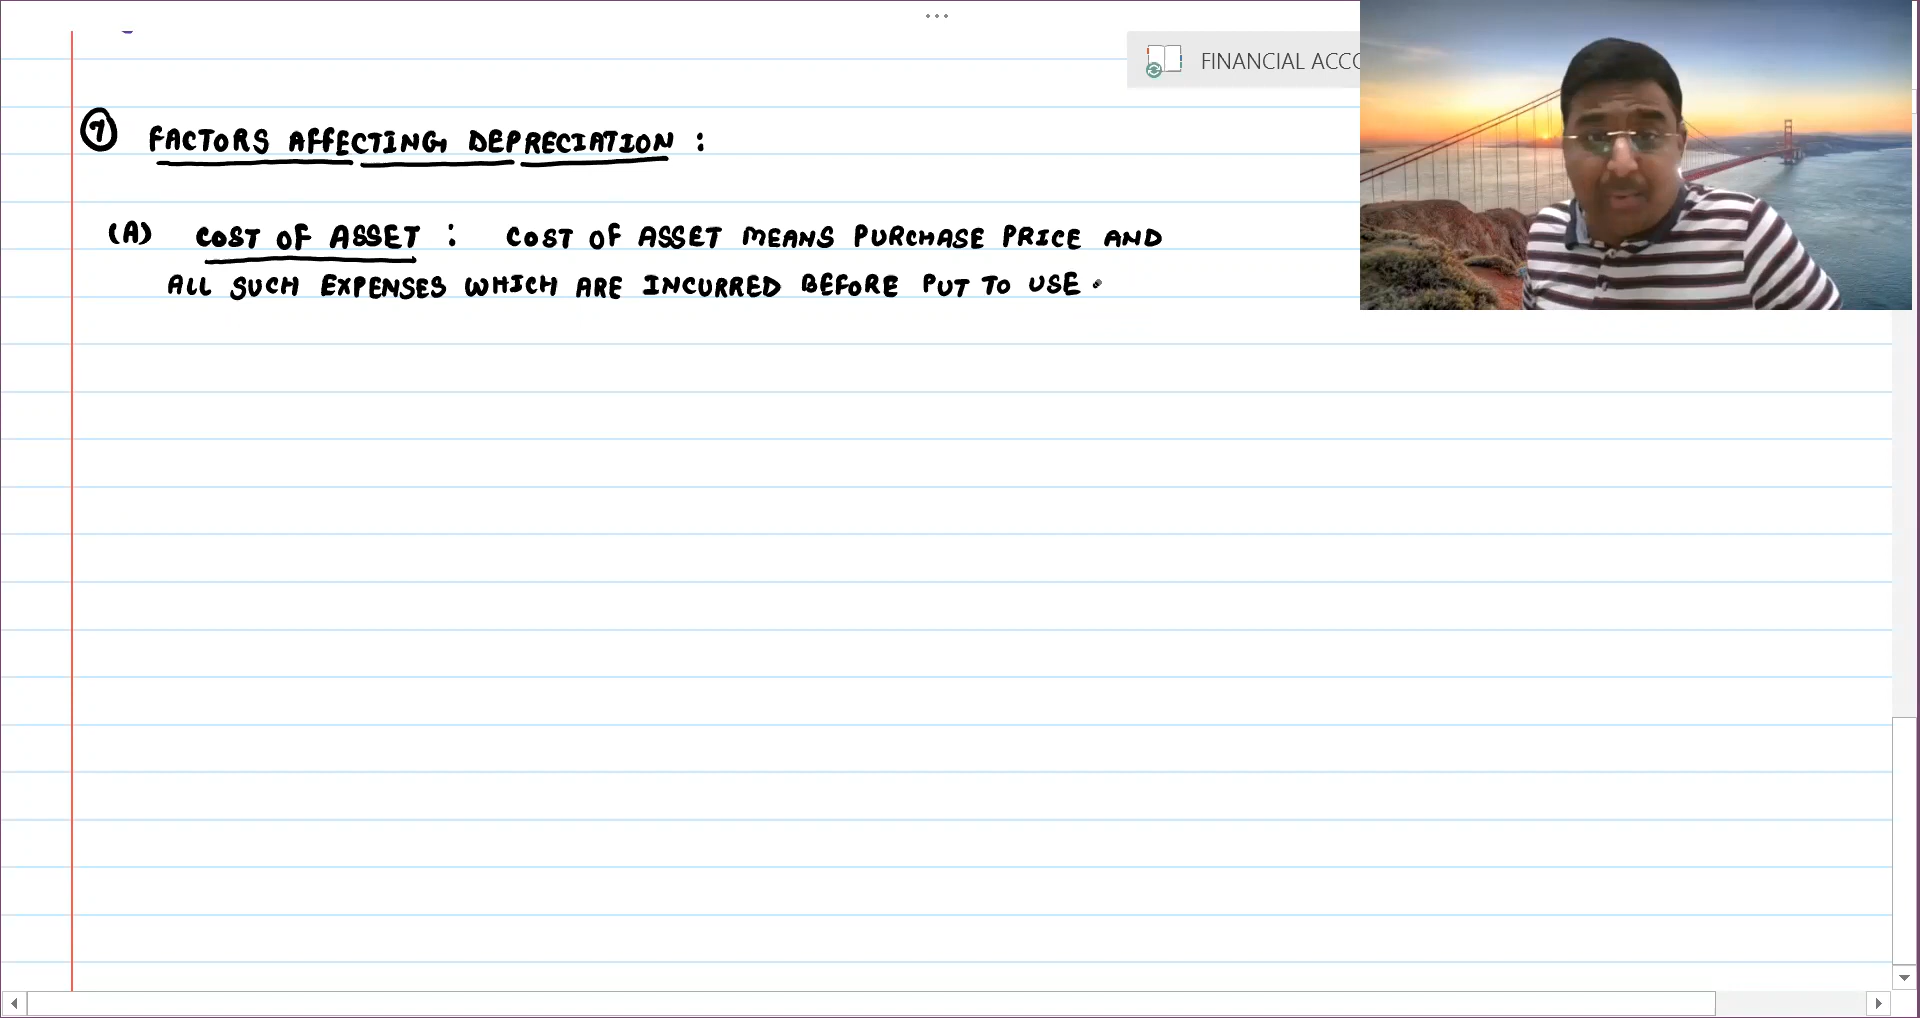 FINANCIAL ACCO
7 FACTORS AFFECTING DEPRECIATION :
(A) COST OF ASSET : COST OF ASSET MEANS PURCHASE PRICE AND
ALL SUCH EXPENSES WHICH ARE INCURRED BEFORE PUT TO USE.